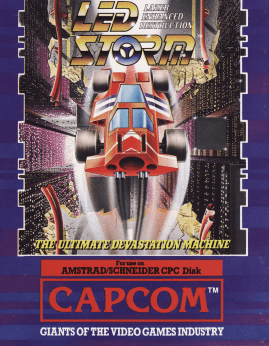 LED
STORM
LASER
ENHANCED
DESTRUCTION
THE ULTIMATE DEVASTATION MACHINE
For use on
AMSTRAD/SCHNEIDER CPC Disk
CAPCOM™
GIANTS OF THE VIDEO GAMES INDUSTRY